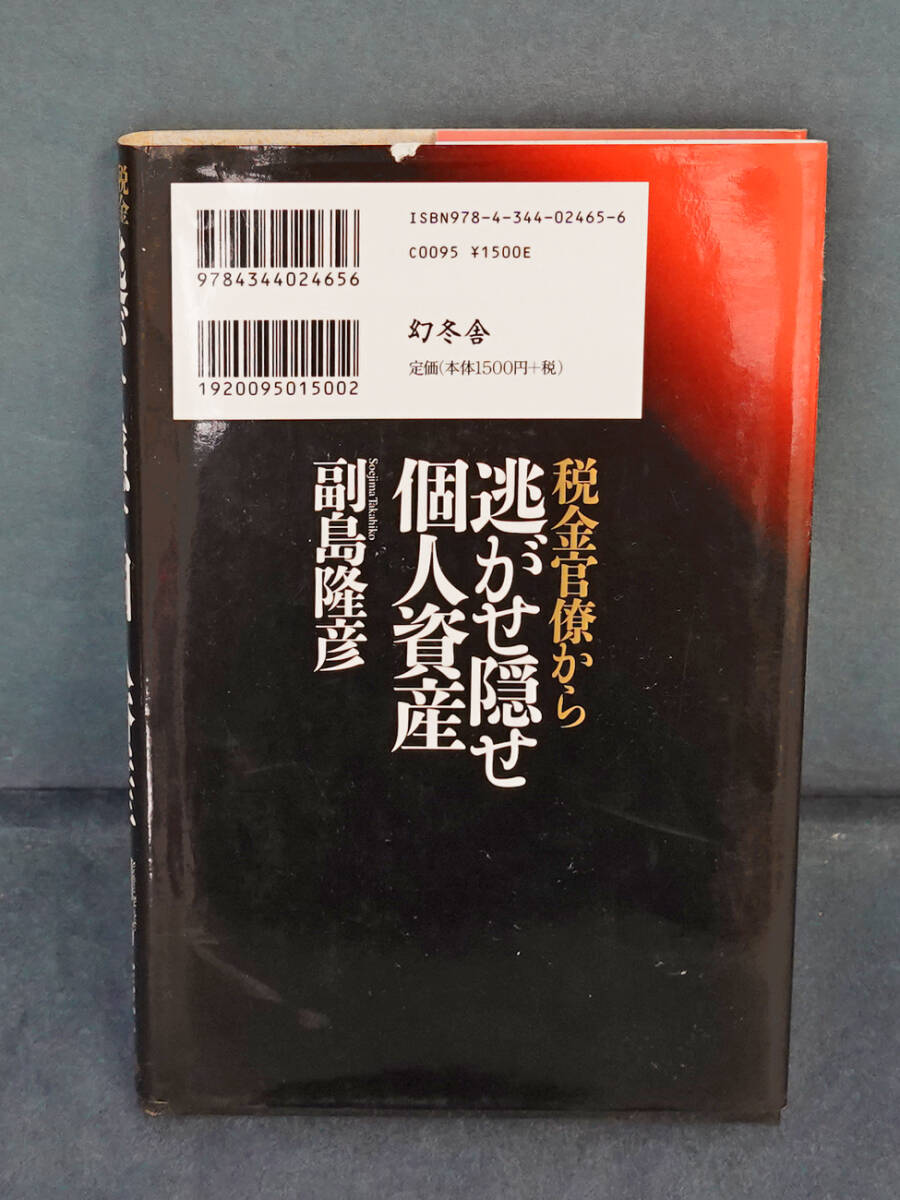 ISBN978-4-344-02465-6
C0095 ¥1500E
9784344024656
幻冬舎
定価(本体1500円+税)
1920095015002
税金官僚から
逃がせ隠せ
個人資産
Soejima Takahiko
副島隆彦
税金